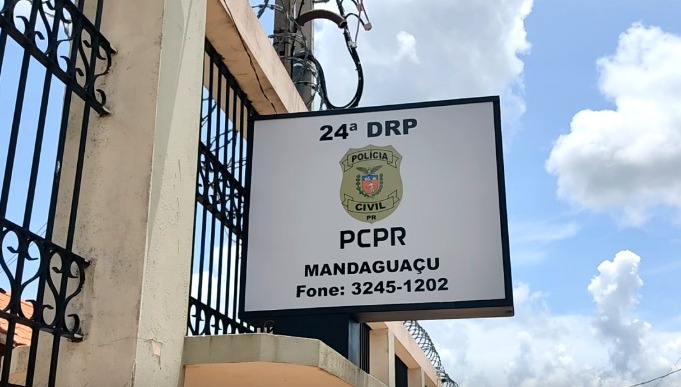 24ª DRP
POLÍCIA
CIVIL
PR
PCPR
MANDAGUAÇU
Fone: 3245-1202